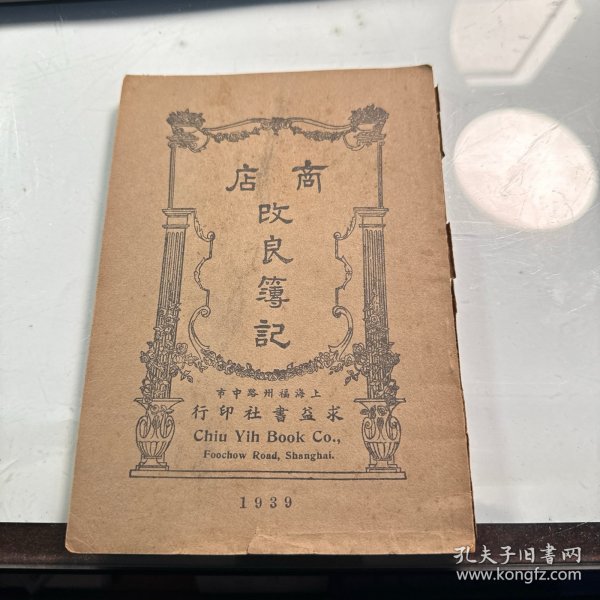 商店
改良簿記
上海福州路中市
求益書社印行
Chiu Yih Book Co.,
Foochow Road, Shanghai.
1939
孔夫子旧书网
www.kongfz.com